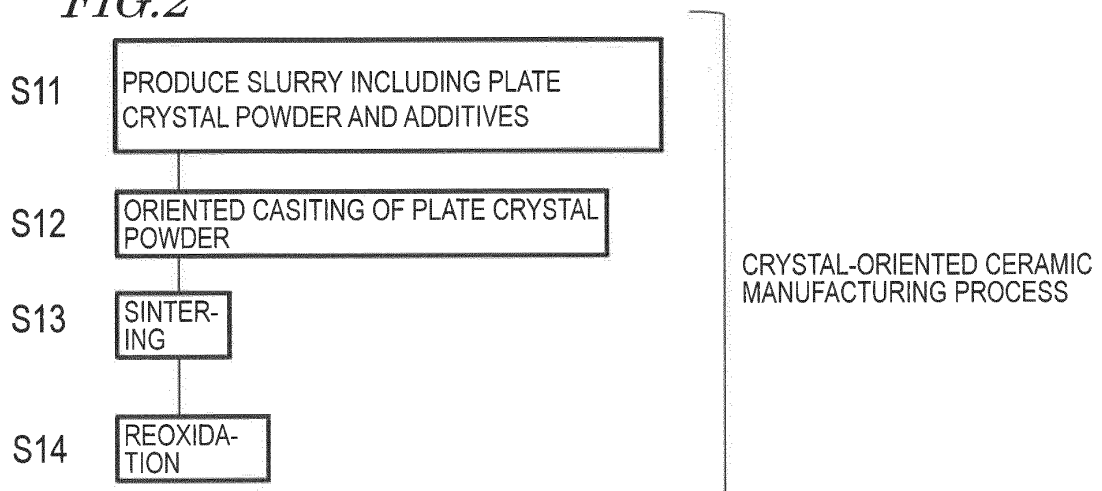 FIG.2
S11
PRODUCE SLURRY INCLUDING PLATE
CRYSTAL POWDER AND ADDITIVES
S12
ORIENTED CASITING OF PLATE CRYSTAL
POWDER
S13
SINTER-
ING
S14
REOXIDA-
TION
CRYSTAL-ORIENTED CERAMIC
MANUFACTURING PROCESS